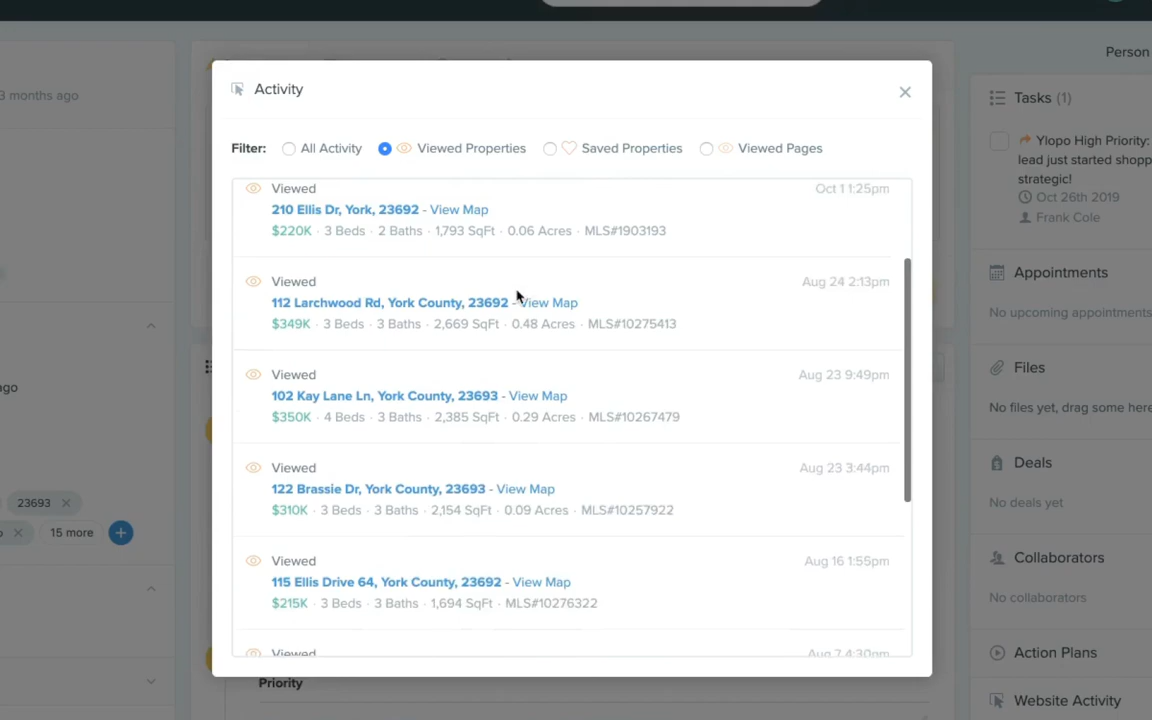 Activity
Filter: All Activity Viewed Properties Saved Properties Viewed Pages
Viewed Oct 1 1:25pm
210 Ellis Dr, York, 23692 - View Map
$220K · 3 Beds · 2 Baths · 1,793 SqFt · 0.06 Acres · MLS#1903193
Viewed Aug 24 2:13pm
112 Larchwood Rd, York County, 23692 - View Map
$349K · 3 Beds · 3 Baths · 2,669 SqFt · 0.48 Acres · MLS#10275413
Viewed Aug 23 9:49pm
102 Kay Lane Ln, York County, 23693 - View Map
$350K · 4 Beds · 3 Baths · 2,385 SqFt · 0.29 Acres · MLS#10267479
Viewed Aug 23 3:44pm
122 Brassie Dr, York County, 23693 - View Map
$310K · 3 Beds · 3 Baths · 2,154 SqFt · 0.09 Acres · MLS#10257922
Viewed Aug 16 1:55pm
115 Ellis Drive 64, York County, 23692 - View Map
$215K · 3 Beds · 3 Baths · 1,694 SqFt · MLS#10276322
Viewed Aug 7 4:30pm
Priority
3 months ago
ago
23693
15 more
Person
Tasks (1)
Ylopo High Priority:
lead just started shopp
strategic!
Oct 26th 2019
Frank Cole
Appointments
No upcoming appointments
Files
No files yet, drag some here
Deals
No deals yet
Collaborators
No collaborators
Action Plans
Website Activity